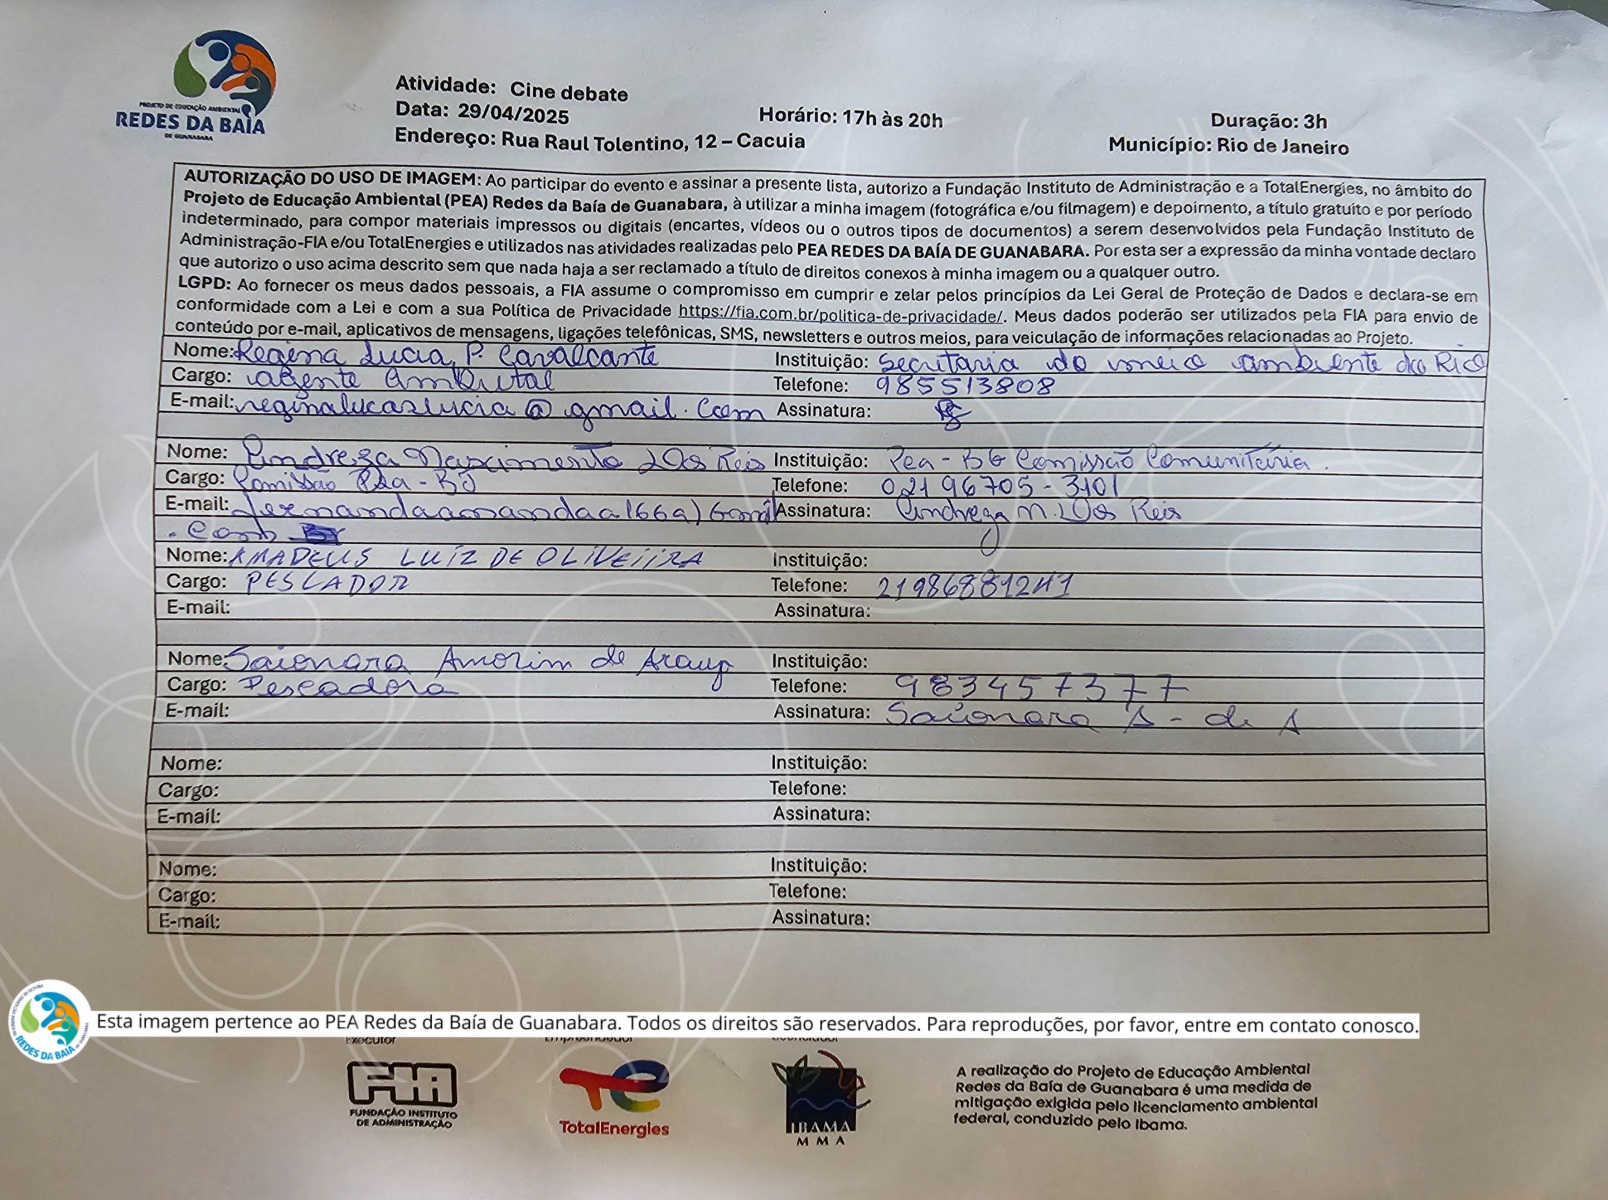 PROJETO DE EDUCAÇÃO AMBIENTAL
REDES DA BAÍA
DE GUANABARA
Atividade: Cine debate
Data: 29/04/2025
Horário: 17h às 20h
Duração: 3h
Endereço: Rua Raul Tolentino, 12 – Cacuia
Município: Rio de Janeiro
AUTORIZAÇÃO DO USO DE IMAGEM: Ao participar do evento e assinar a presente lista, autorizo a Fundação Instituto de Administração e a TotalEnergies, no âmbito do
Projeto de Educação Ambiental (PEA) Redes da Baía de Guanabara, à utilizar a minha imagem (fotográfica e/ou filmagem) e depoimento, a título gratuito e por período
indeterminado, para compor materiais impressos ou digitais (encartes, vídeos ou o outros tipos de documentos) a serem desenvolvidos pela Fundação Instituto de
Administração-FIA e/ou TotalEnergies e utilizados nas atividades realizadas pelo PEA REDES DA BAÍA DE GUANABARA. Por esta ser a expressão da minha vontade declaro
que autorizo o uso acima descrito sem que nada haja a ser reclamado a título de direitos conexos à minha imagem ou a qualquer outro.
LGPD: Ao fornecer os meus dados pessoais, a FIA assume o compromisso em cumprir e zelar pelos princípios da Lei Geral de Proteção de Dados e declara-se em
conformidade com a Lei e com a sua Política de Privacidade https://fia.com.br/politica-de-privacidade/. Meus dados poderão ser utilizados pela FIA para envio de
conteúdo por e-mail, aplicativos de mensagens, ligações telefônicas, SMS, newsletters e outros meios, para veiculação de informações relacionadas ao Projeto.
Nome: Regina Lucia P. Cavalcante Instituição: Secretaria do meio ambiente do Rio
Cargo: agente Ambiental Telefone: 985513808
E-mail: reginalucazlucia@gmail.com Assinatura:
Nome: Andreza Nascimento Dos Reis Instituição: Pea - BG Comissão Comunitária.
Cargo: Comissão Pea - BG Telefone: 021 96705-3101
E-mail: Assinatura: Andreza N. Dos Reis
.Com
Nome: AMADEUS LUIZ DE OLIVEIIRA Instituição:
Cargo: PESCADOR Telefone: 21986881241
E-mail: Assinatura:
Nome: Saionara Amorim de Araujo Instituição:
Cargo: Pescadora Telefone: 983457377
E-mail: Assinatura: Saionara A - de A
Nome: Instituição:
Cargo: Telefone:
E-mail: Assinatura:
Nome: Instituição:
Cargo: Telefone:
E-mail: Assinatura:
REDES DA BAÍA
Esta imagem pertence ao PEA Redes da Baía de Guanabara. Todos os direitos são reservados. Para reproduções, por favor, entre em contato conosco.
Executor
FIA
FUNDAÇÃO INSTITUTO
DE ADMINISTRAÇÃO
TotalEnergies
IBAMA
M M A
A realização do Projeto de Educação Ambiental
Redes da Baía de Guanabara é uma medida de
mitigação exigida pelo licenciamento ambiental
federal, conduzido pelo Ibama.